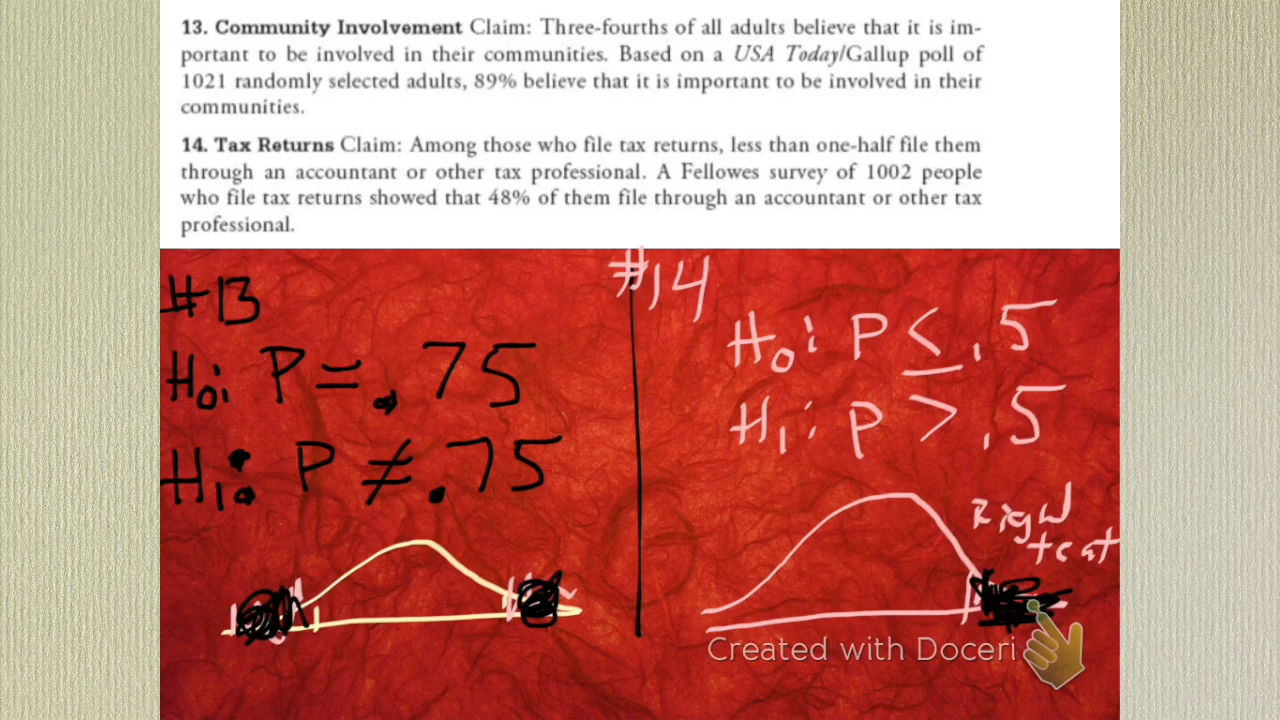 13. Community Involvement Claim: Three-fourths of all adults believe that it is im-
portant to be involved in their communities. Based on a USA Today/Gallup poll of
1021 randomly selected adults, 89% believe that it is important to be involved in their
communities.
14. Tax Returns Claim: Among those who file tax returns, less than one-half file them
through an accountant or other tax professional. A Fellowes survey of 1002 people
who file tax returns showed that 48% of them file through an accountant or other tax
professional.
#13
H₀: P = .75
H₁: P ≠ .75
#14
H₀: P ≤ .5
H₁: P > .5
Right
test
Created with Doceri